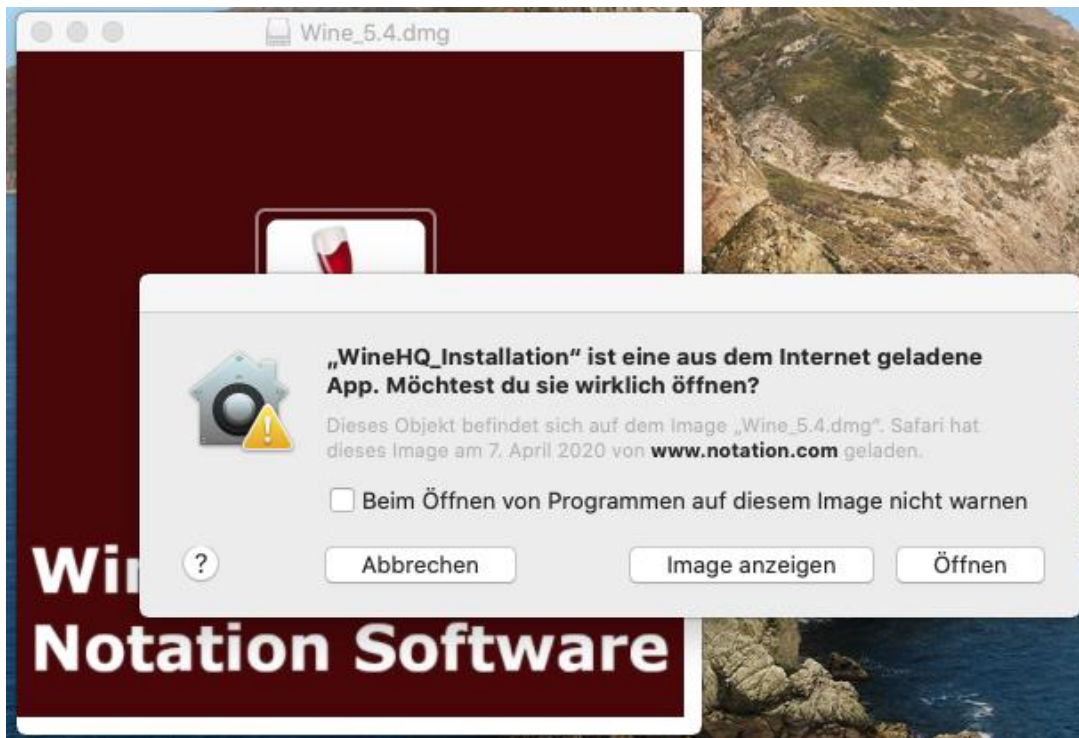 Wine_5.4.dmg
„WineHQ_Installation“ ist eine aus dem Internet geladene
App. Möchtest du sie wirklich öffnen?
Dieses Objekt befindet sich auf dem Image „Wine_5.4.dmg“. Safari hat
dieses Image am 7. April 2020 von www.notation.com geladen.
Beim Öffnen von Programmen auf diesem Image nicht warnen
?
Abbrechen
Image anzeigen
Öffnen
Notation Software